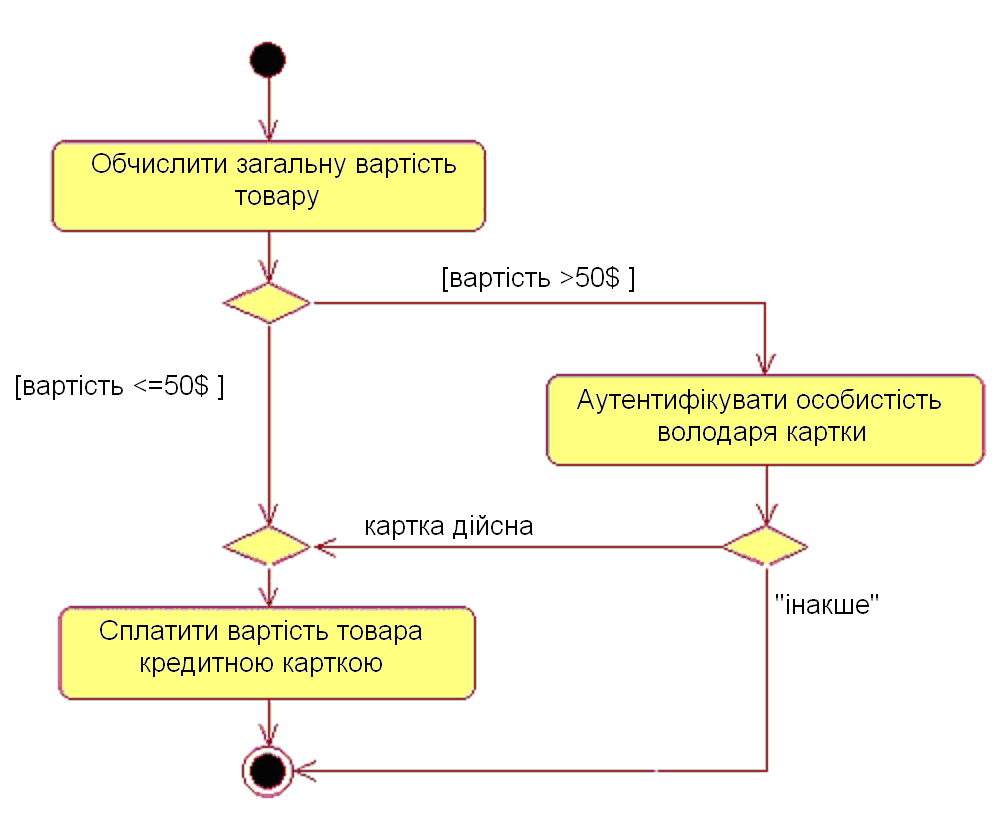 Обчислити загальну вартість
товару
[вартість >50$ ]
[вартість <=50$ ]
Аутентифікувати особистість
володаря картки
картка дійсна
"інакше"
Сплатити вартість товара
кредитною карткою